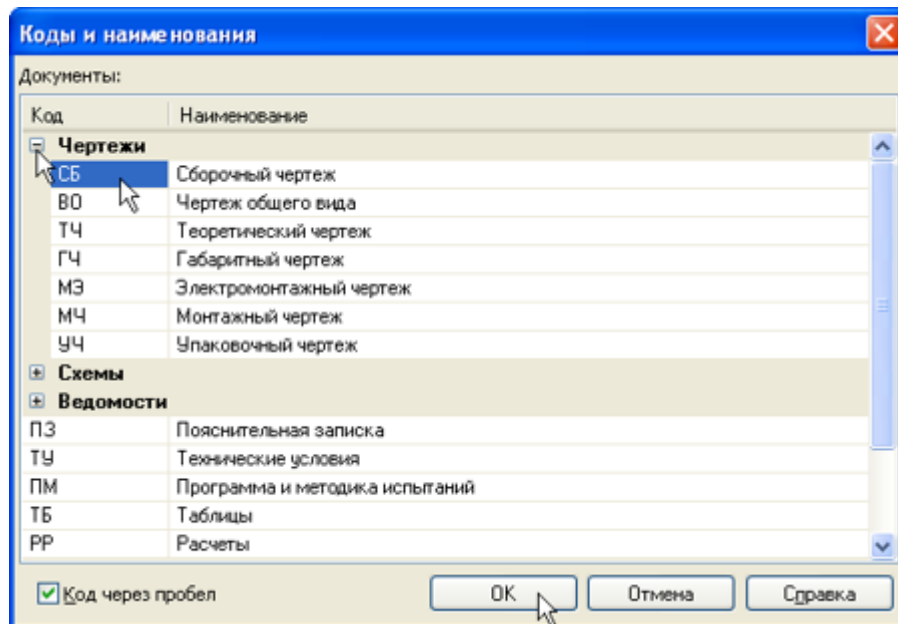 Коды и наименования
Документы:
Код Наименование
Чертежи
СБ Сборочный чертеж
ВО Чертеж общего вида
ТЧ Теоретический чертеж
ГЧ Габаритный чертеж
МЭ Электромонтажный чертеж
МЧ Монтажный чертеж
УЧ Упаковочный чертеж
Схемы
Ведомости
ПЗ Пояснительная записка
ТУ Технические условия
ПМ Программа и методика испытаний
ТБ Таблицы
РР Расчеты
Код через пробел OK Отмена Справка